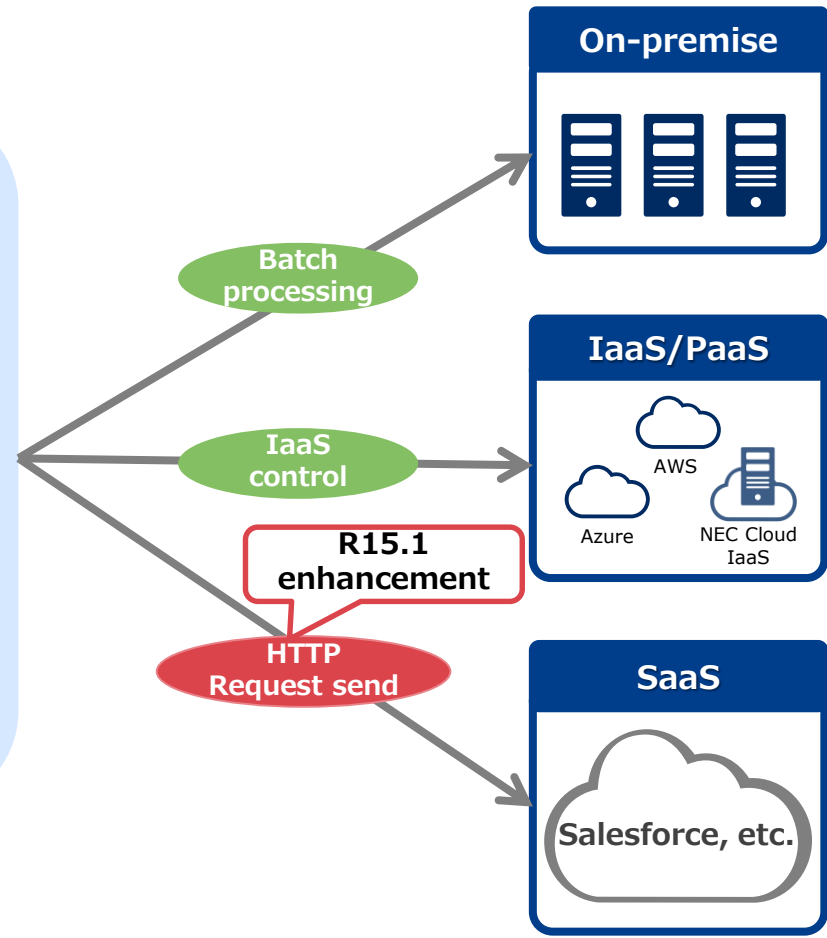 On-premise
Batch
processing
IaaS/PaaS
IaaS
control
AWS
Azure
NEC Cloud
IaaS
R15.1
enhancement
HTTP
Request send
SaaS
Salesforce, etc.